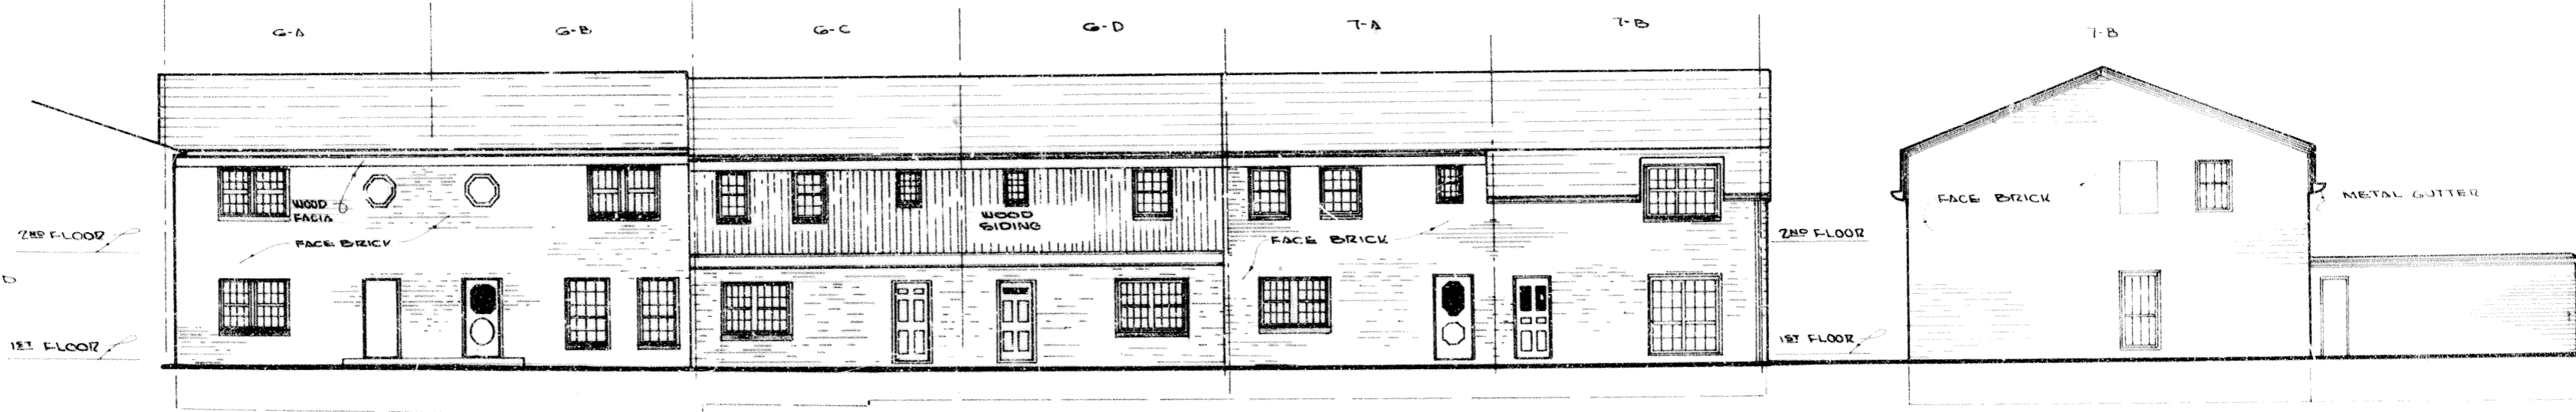 6-A
6-B
6-C
6-D
7-A
7-B
7-B
WOOD
FACIA
FACE BRICK
2ND FLOOR
1ST FLOOR
WOOD
SIDING
FACE BRICK
2ND FLOOR
1ST FLOOR
FACE BRICK
METAL GUTTER
D